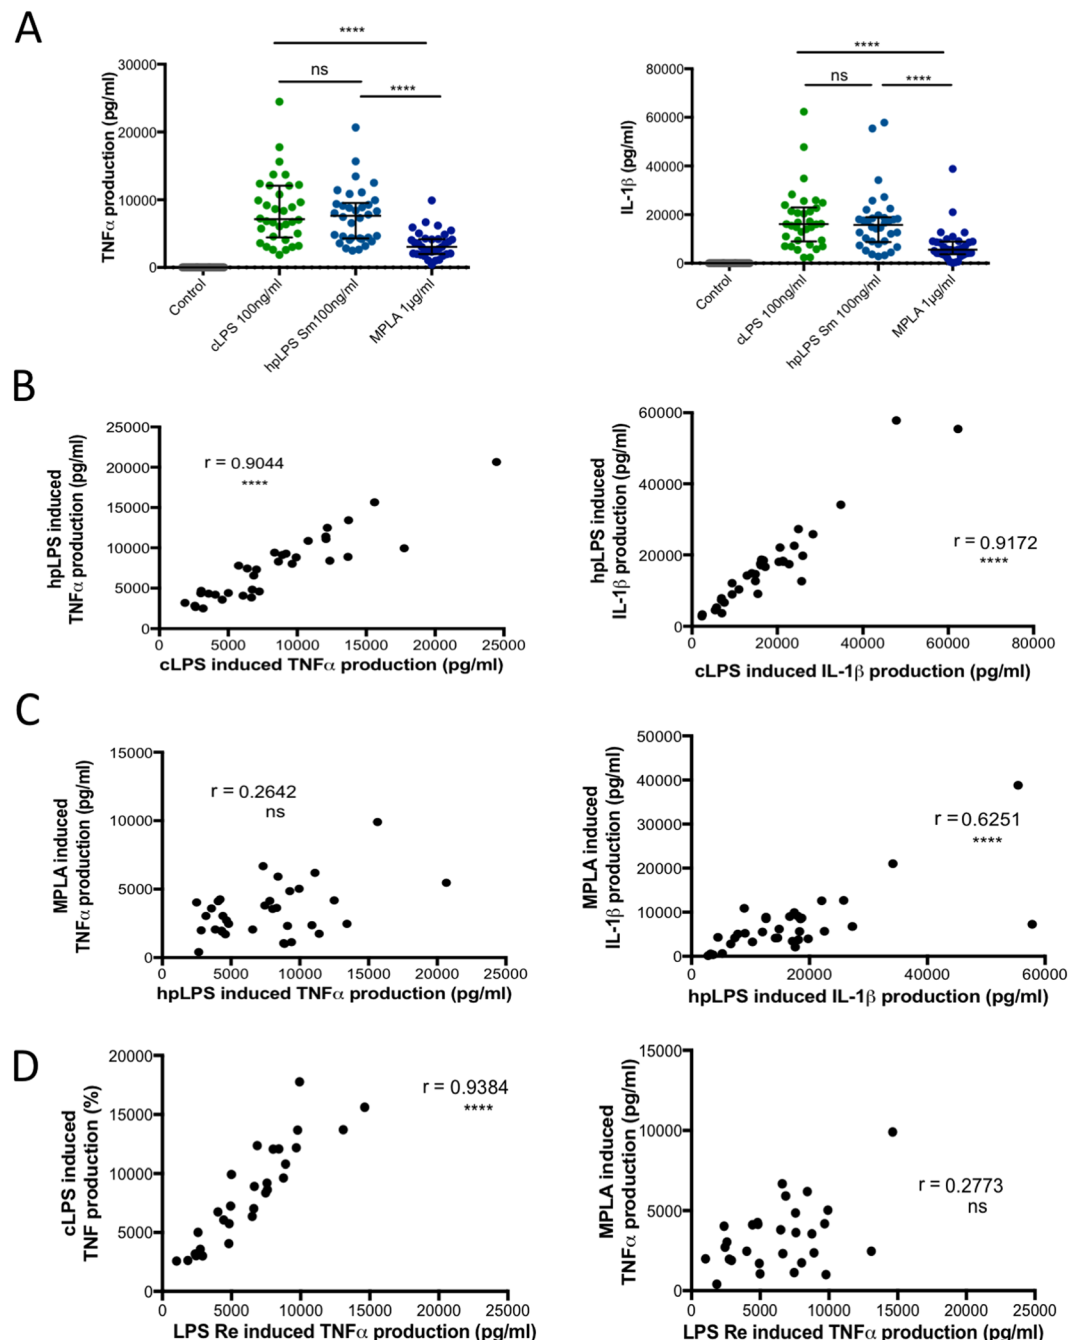 A
TNFα production (pg/ml)
30000
20000
10000
0
****
ns
****
Control
cLPS 100ng/ml
hpLPS Sm100ng/ml
MPLA 1µg/ml
IL-1β (pg/ml)
80000
60000
40000
20000
0
****
ns
****
Control
cLPS 100ng/ml
hpLPS Sm 100ng/ml
MPLA 1µg/ml
B
hpLPS induced
TNFα production (pg/ml)
25000
20000
15000
10000
5000
0
r = 0.9044
****
0 5000 10000 15000 20000 25000
cLPS induced TNFα production (pg/ml)
hpLPS induced
IL-1β production (pg/ml)
60000
40000
20000
0
r = 0.9172
****
0 20000 40000 60000 80000
cLPS induced IL-1β production (pg/ml)
C
MPLA induced
TNFα production (pg/ml)
15000
10000
5000
0
r = 0.2642
ns
0 5000 10000 15000 20000 25000
hpLPS induced TNFα production (pg/ml)
MPLA induced
IL-1β production (pg/ml)
50000
40000
30000
20000
10000
0
r = 0.6251
****
0 20000 40000 60000
hpLPS induced IL-1β production (pg/ml)
D
cLPS induced
TNF production (%)
20000
15000
10000
5000
0
r = 0.9384
****
0 5000 10000 15000 20000 25000
LPS Re induced TNFα production (pg/ml)
MPLA induced
TNFα production (pg/ml)
15000
10000
5000
0
r = 0.2773
ns
0 5000 10000 15000 20000 25000
LPS Re induced TNFα production (pg/ml)